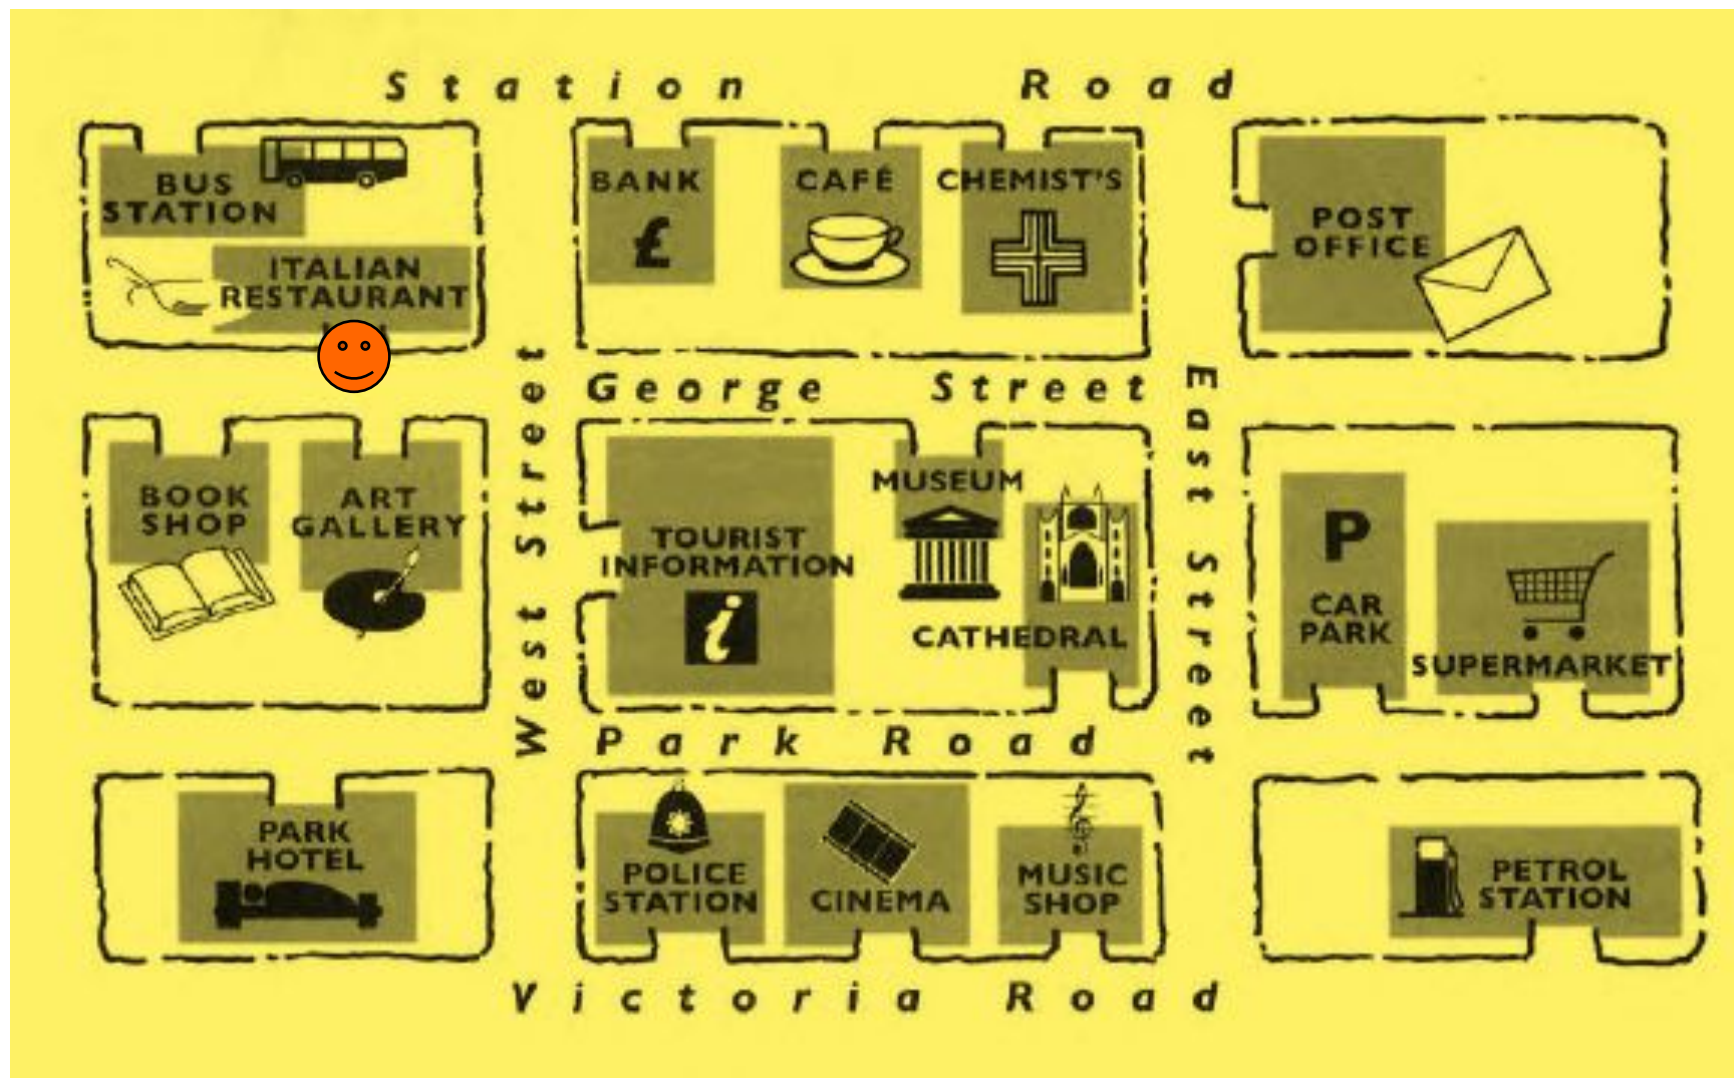 Station Road
BUS
STATION
ITALIAN
RESTAURANT
BANK
£
CAFÉ
CHEMIST'S
POST
OFFICE
West Street
George Street
East Street
BOOK
SHOP
ART
GALLERY
TOURIST
INFORMATION
i
MUSEUM
CATHEDRAL
P
CAR
PARK
SUPERMARKET
Park Road
PARK
HOTEL
POLICE
STATION
CINEMA
MUSIC
SHOP
PETROL
STATION
Victoria Road